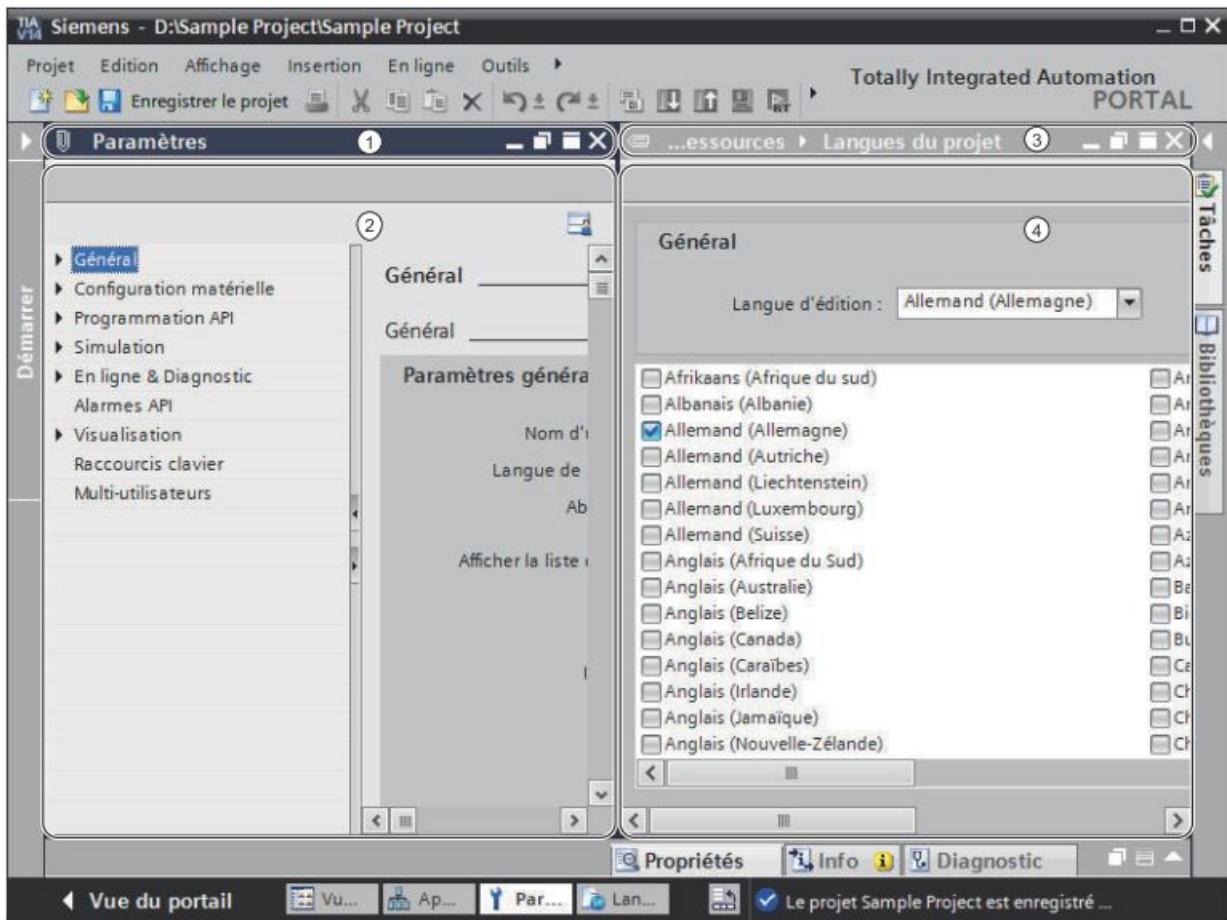 TIA V14 Siemens - D:\Sample Project\Sample Project
Projet Edition Affichage Insertion En ligne Outils
Totally Integrated Automation
PORTAL
Enregistrer le projet
RT
Paramètres 1
...essources Langues du projet 3
Démarrer
2
Général
Configuration matérielle
Programmation API
Simulation
En ligne & Diagnostic
Alarmes API
Visualisation
Raccourcis clavier
Multi-utilisateurs
Général
Général
Paramètres généra
Nom d'
Langue de
Ab
Afficher la liste
4
Général
Langue d'édition : Allemand (Allemagne)
Afrikaans (Afrique du sud)
Albanais (Albanie)
Allemand (Allemagne)
Allemand (Autriche)
Allemand (Liechtenstein)
Allemand (Luxembourg)
Allemand (Suisse)
Anglais (Afrique du Sud)
Anglais (Australie)
Anglais (Belize)
Anglais (Canada)
Anglais (Caraïbes)
Anglais (Irlande)
Anglais (Jamaïque)
Anglais (Nouvelle-Zélande)
Tâches
Bibliothèques
Propriétés Info Diagnostic
Vue du portail Vu... Ap... Par... Lan... Le projet Sample Project est enregistré ...